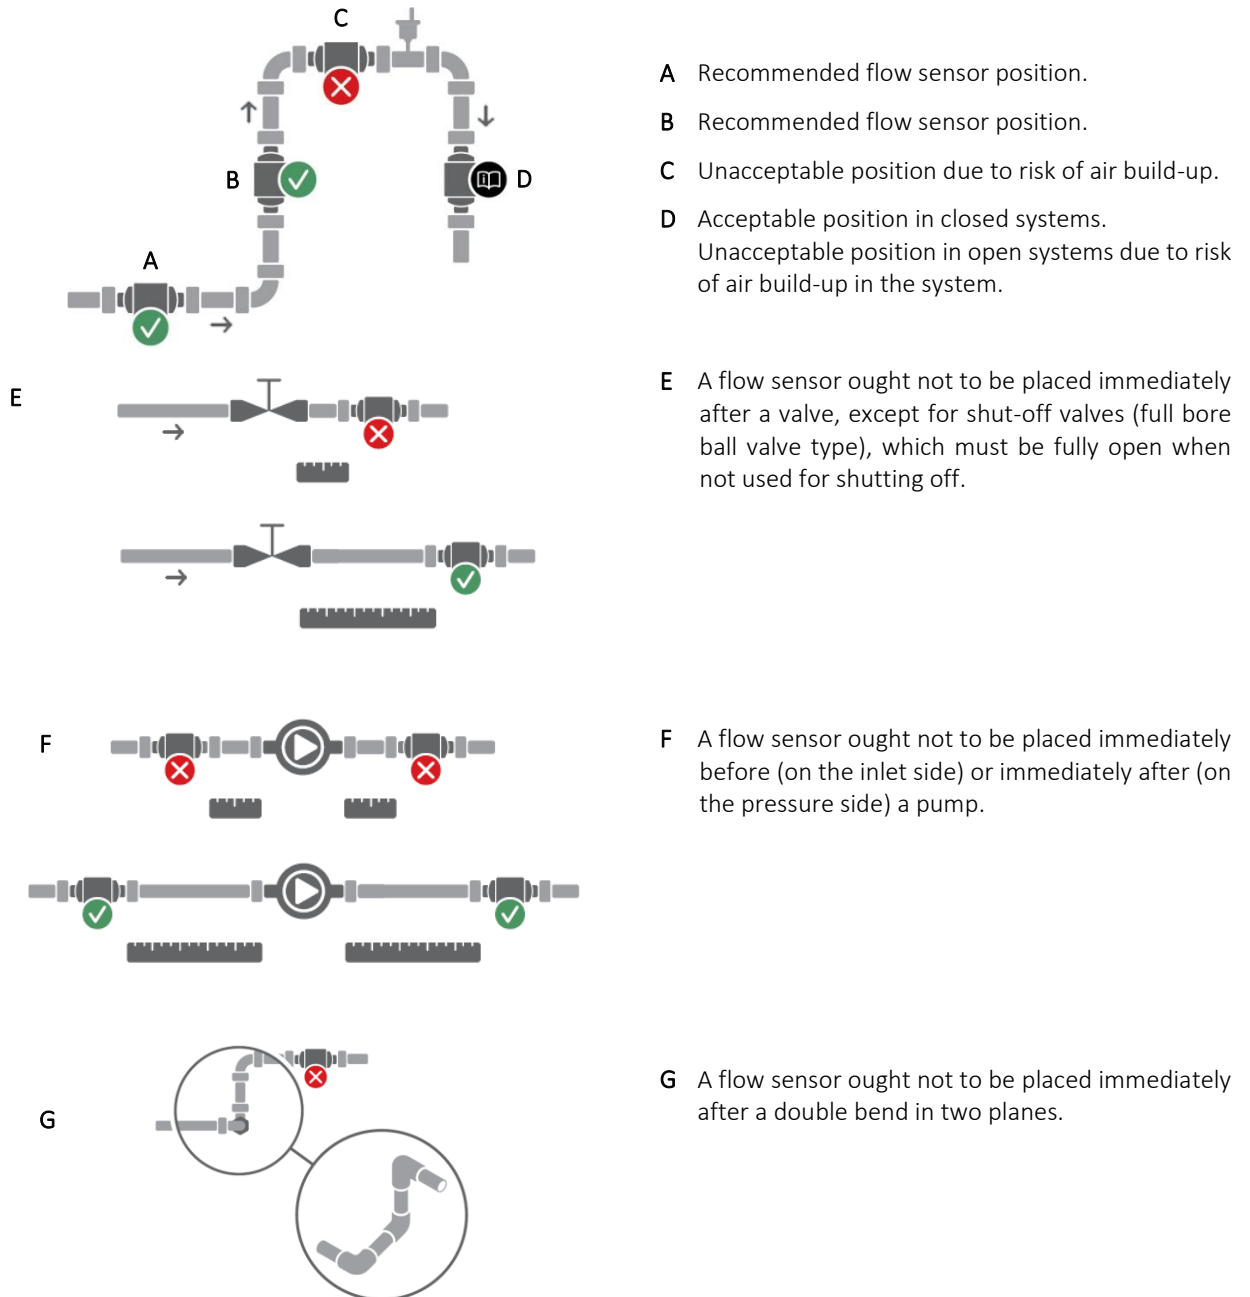 C
B
D
A
A Recommended flow sensor position.
B Recommended flow sensor position.
C Unacceptable position due to risk of air build-up.
D Acceptable position in closed systems.
Unacceptable position in open systems due to risk
of air build-up in the system.
E
E A flow sensor ought not to be placed immediately
after a valve, except for shut-off valves (full bore
ball valve type), which must be fully open when
not used for shutting off.
F
F A flow sensor ought not to be placed immediately
before (on the inlet side) or immediately after (on
the pressure side) a pump.
G
G A flow sensor ought not to be placed immediately
after a double bend in two planes.